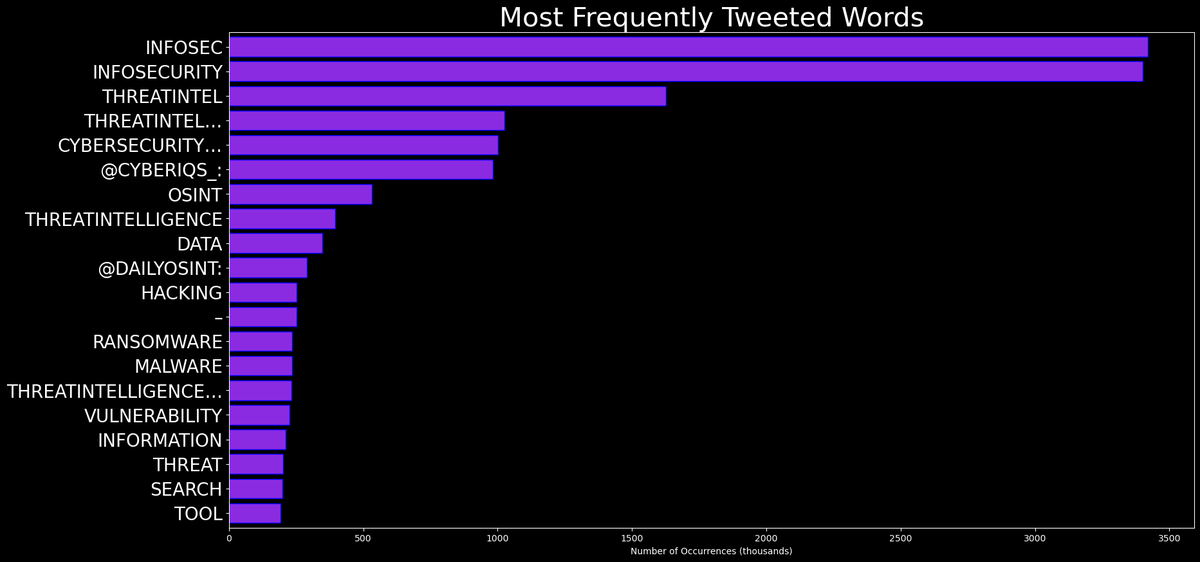 Most Frequently Tweeted Words
INFOSEC
INFOSECURITY
THREATINTEL
THREATINTEL…
CYBERSECURITY…
@CYBERIQS_:
OSINT
THREATINTELLIGENCE
DATA
@DAILYOSINT:
HACKING
–
RANSOMWARE
MALWARE
THREATINTELLIGENCE…
VULNERABILITY
INFORMATION
THREAT
SEARCH
TOOL
0 500 1000 1500 2000 2500 3000 3500
Number of Occurrences (thousands)